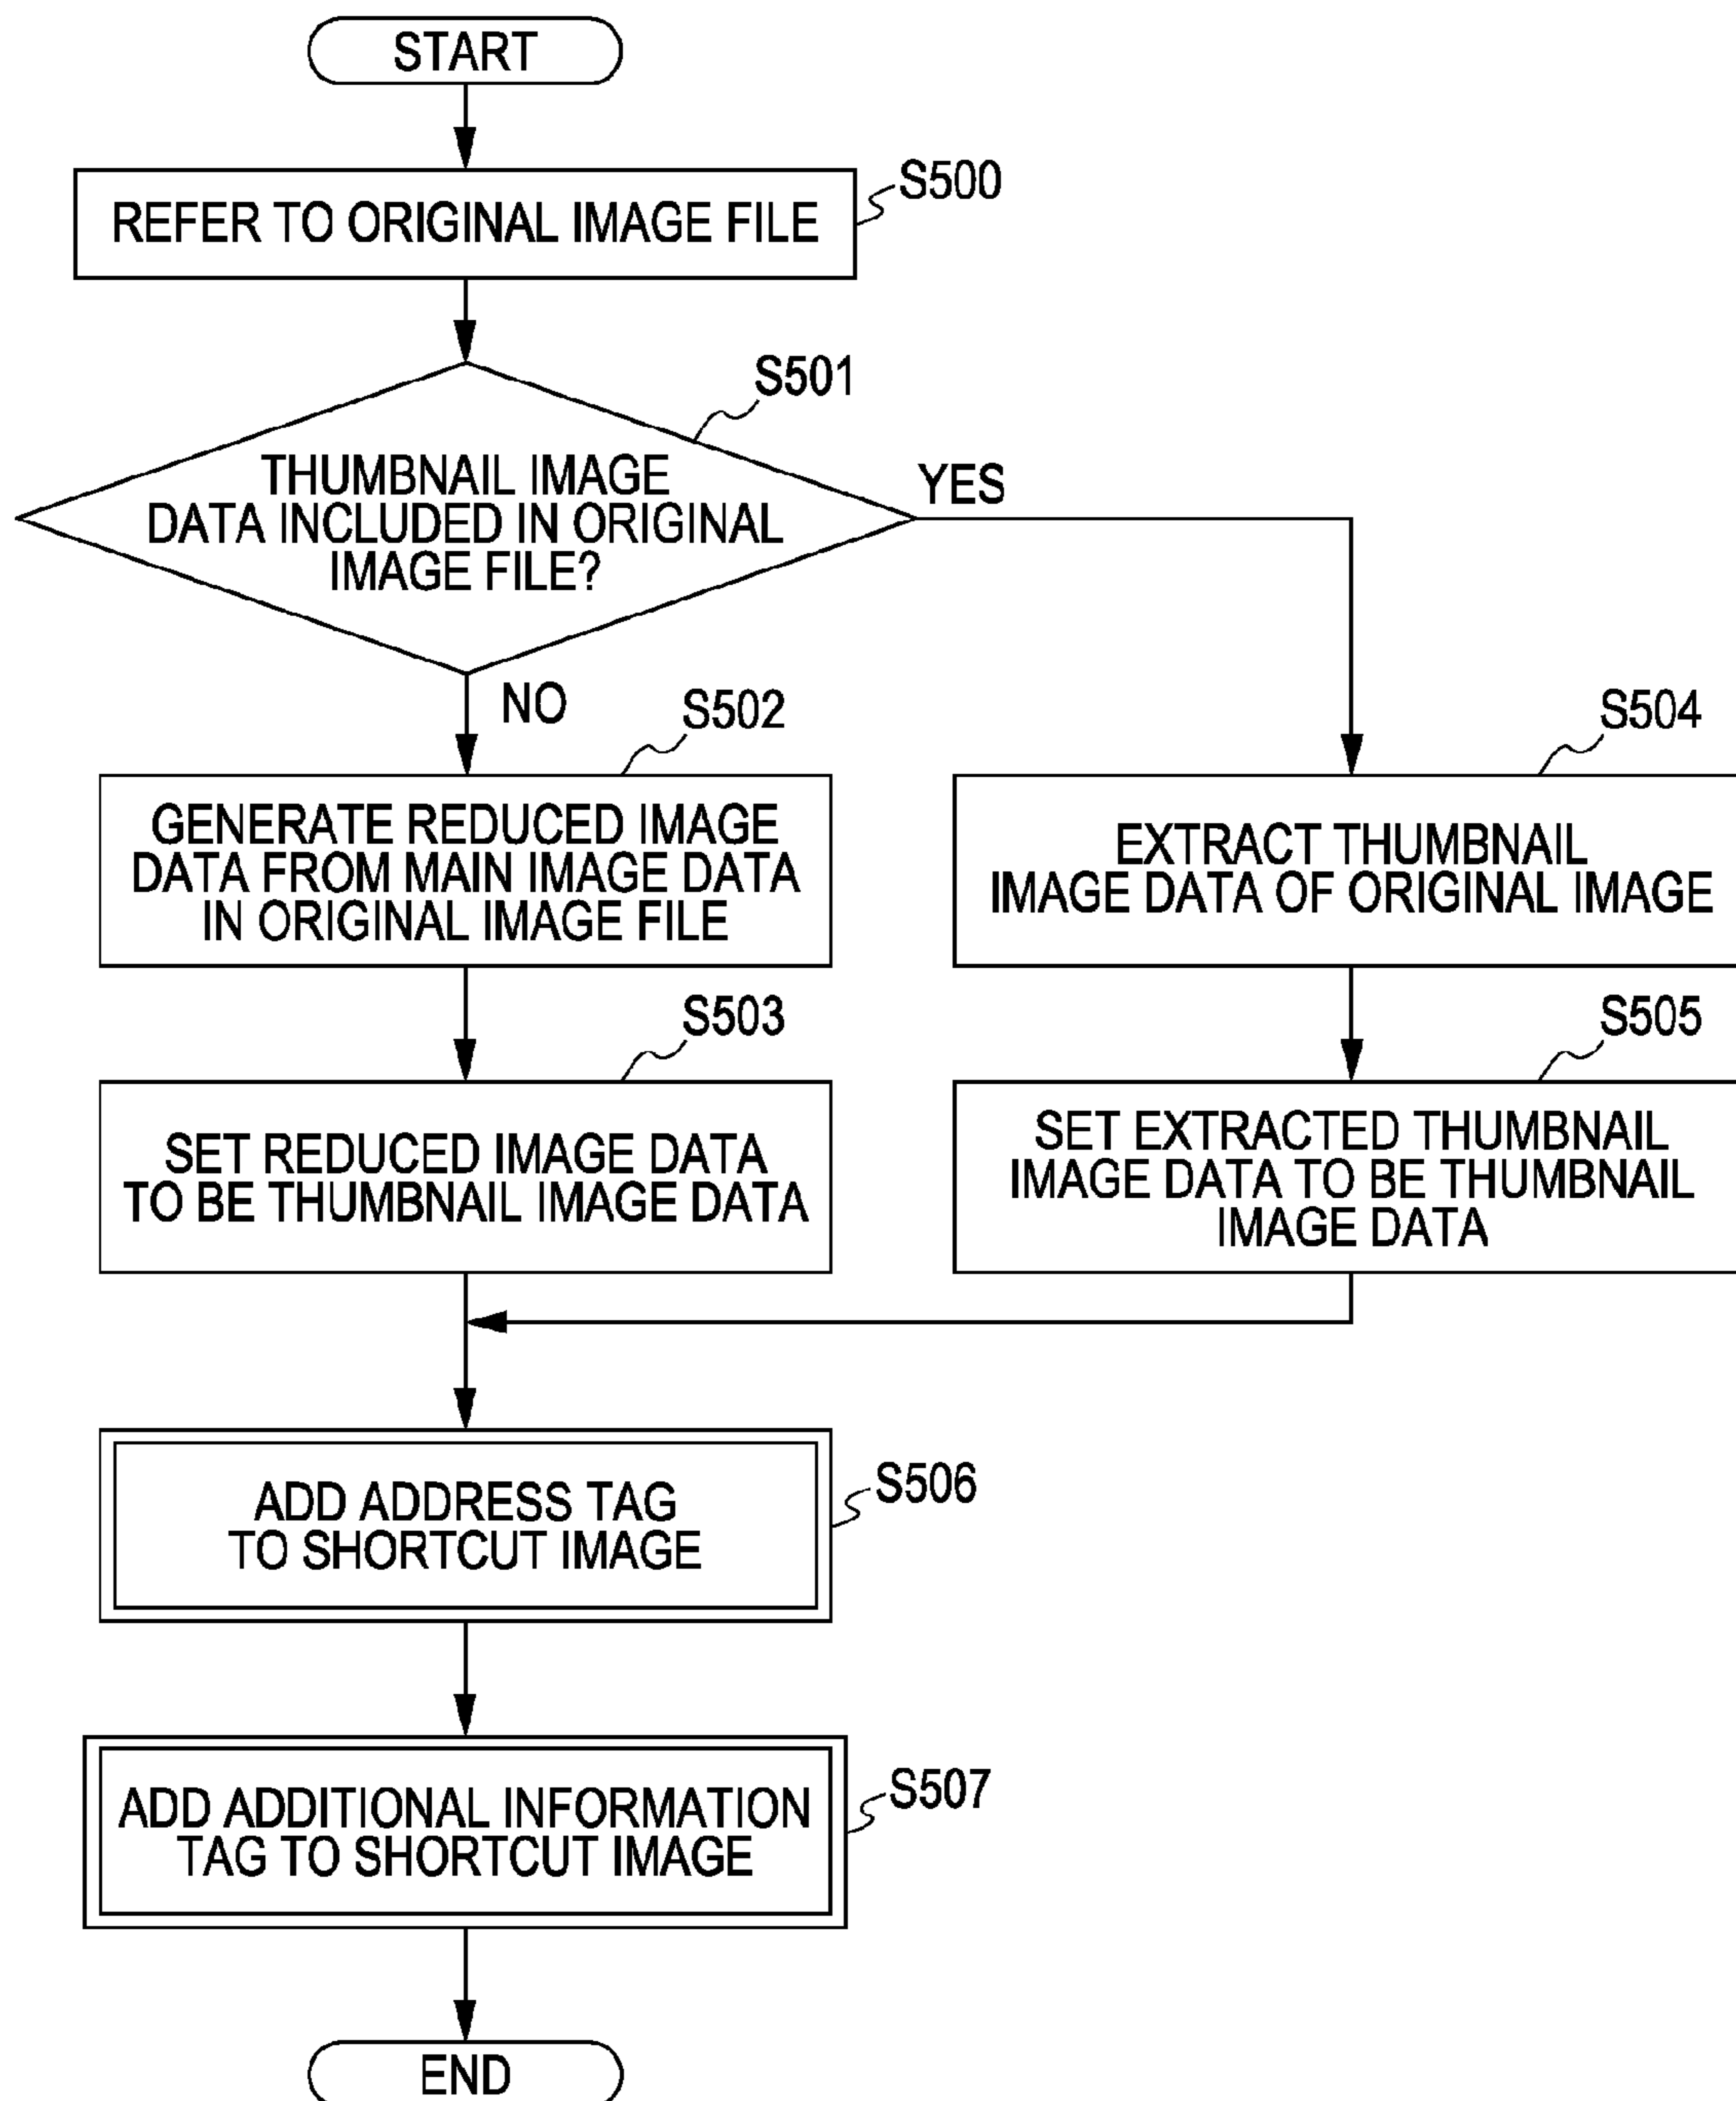 START
S500
REFER TO ORIGINAL IMAGE FILE
S501
THUMBNAIL IMAGE
DATA INCLUDED IN ORIGINAL
IMAGE FILE?
YES
NO
S502
GENERATE REDUCED IMAGE
DATA FROM MAIN IMAGE DATA
IN ORIGINAL IMAGE FILE
S504
EXTRACT THUMBNAIL
IMAGE DATA OF ORIGINAL IMAGE
S503
SET REDUCED IMAGE DATA
TO BE THUMBNAIL IMAGE DATA
S505
SET EXTRACTED THUMBNAIL
IMAGE DATA TO BE THUMBNAIL
IMAGE DATA
S506
ADD ADDRESS TAG
TO SHORTCUT IMAGE
S507
ADD ADDITIONAL INFORMATION
TAG TO SHORTCUT IMAGE
END